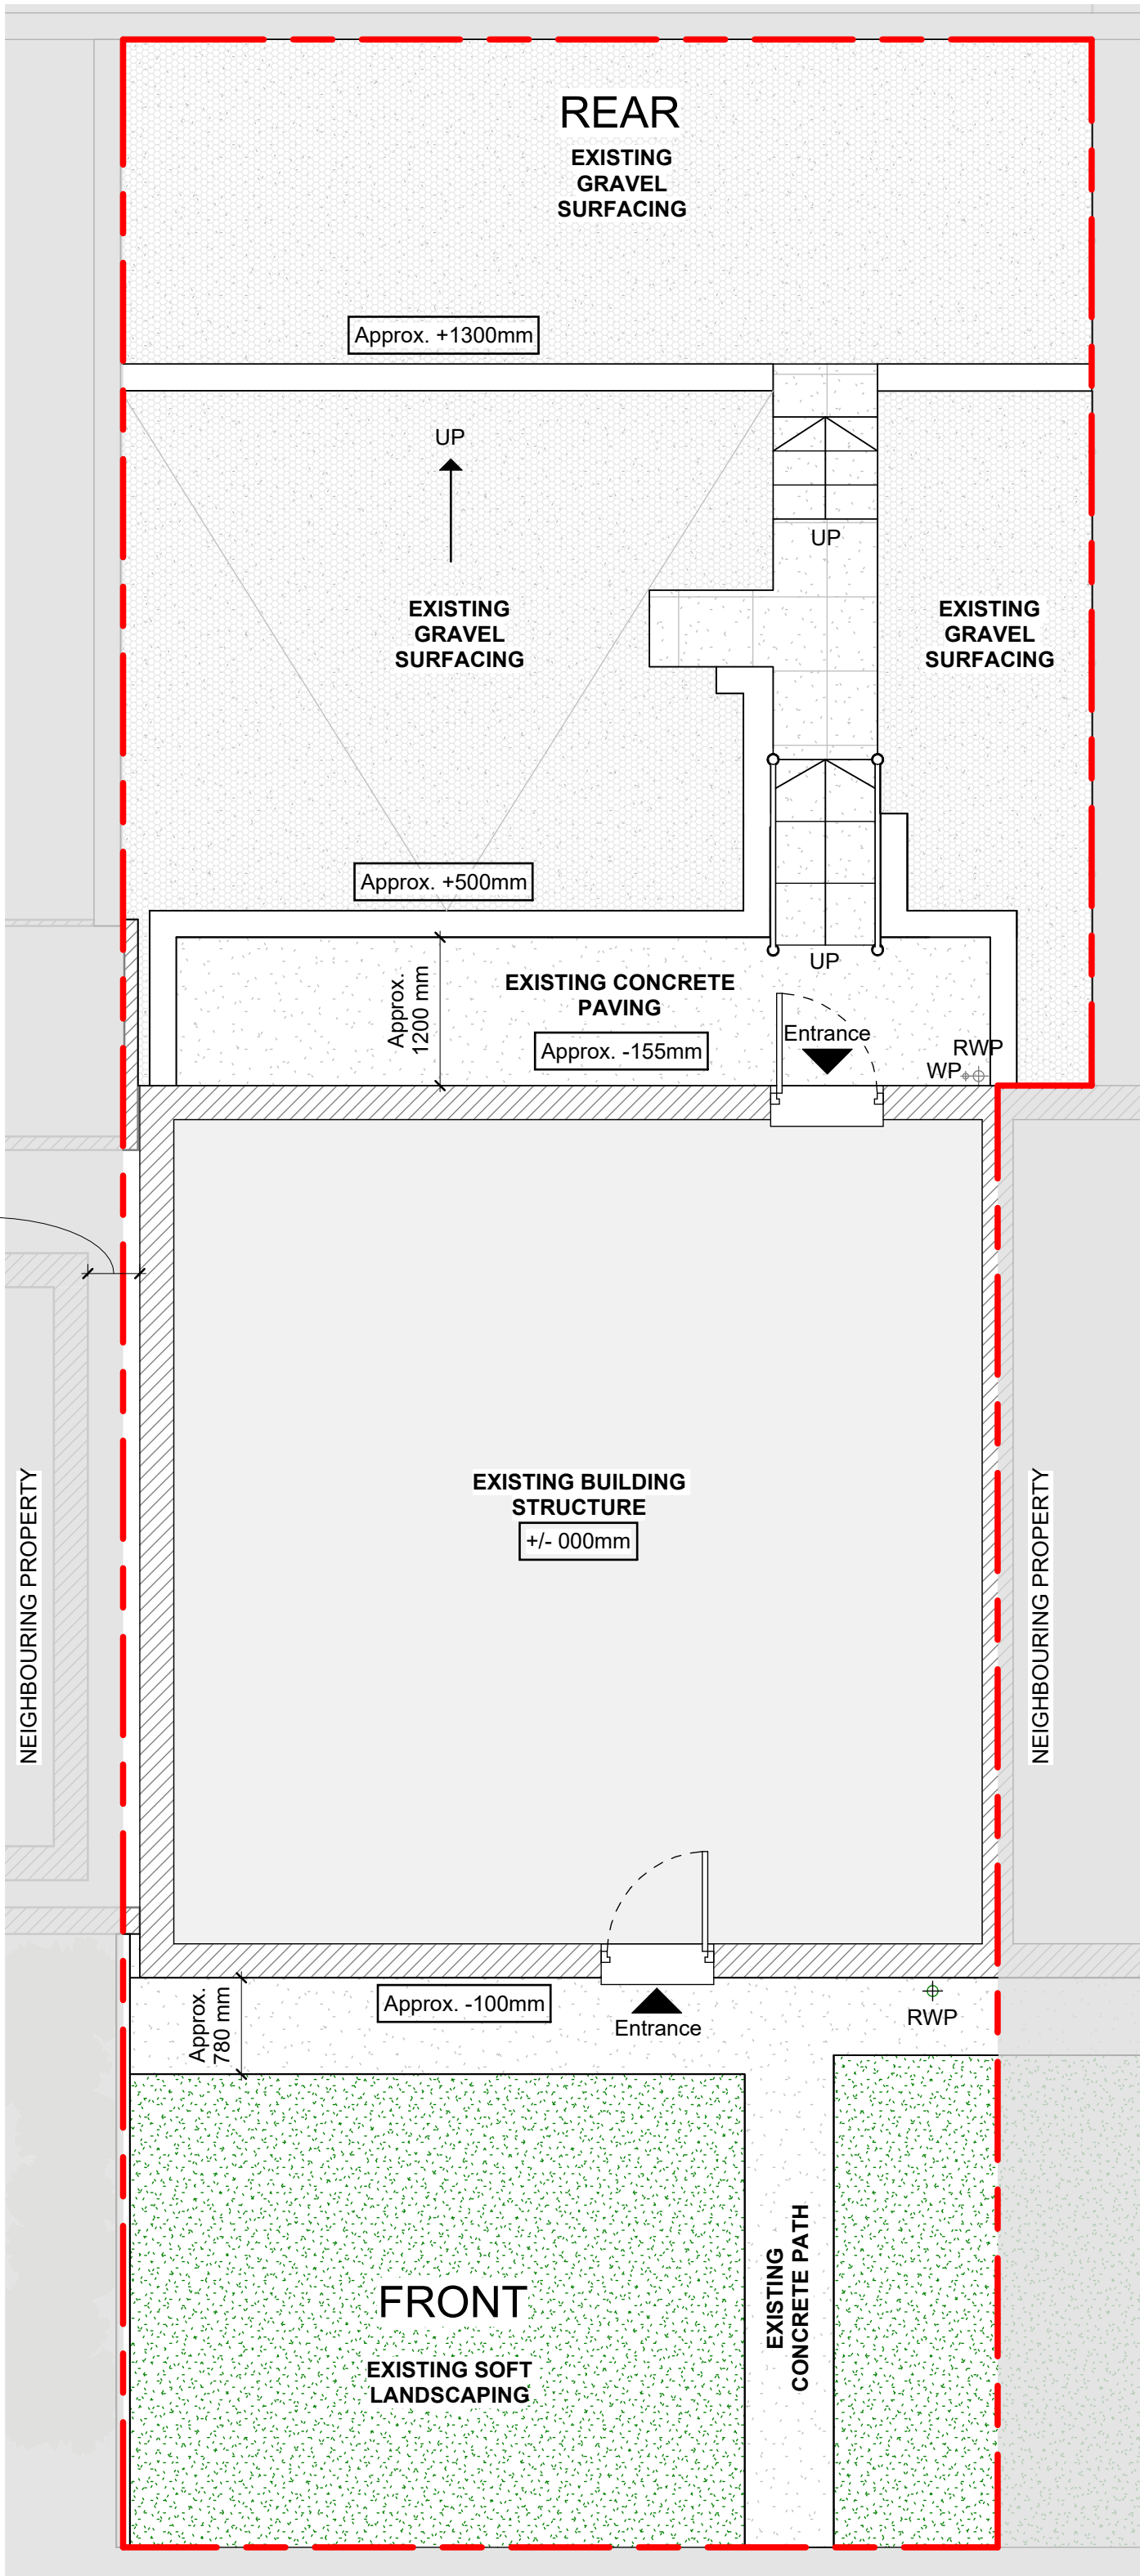 REAR
EXISTING
GRAVEL
SURFACING
Approx. +1300mm
UP
UP
EXISTING
GRAVEL
SURFACING
EXISTING
GRAVEL
SURFACING
Approx. +500mm
UP
Approx.
1200 mm
EXISTING CONCRETE
PAVING
Approx. -155mm
Entrance
RWP
WP
EXISTING BUILDING
STRUCTURE
+/- 000mm
NEIGHBOURING PROPERTY
NEIGHBOURING PROPERTY
Approx.
780 mm
Approx. -100mm
Entrance
RWP
FRONT
EXISTING SOFT
LANDSCAPING
EXISTING
CONCRETE PATH